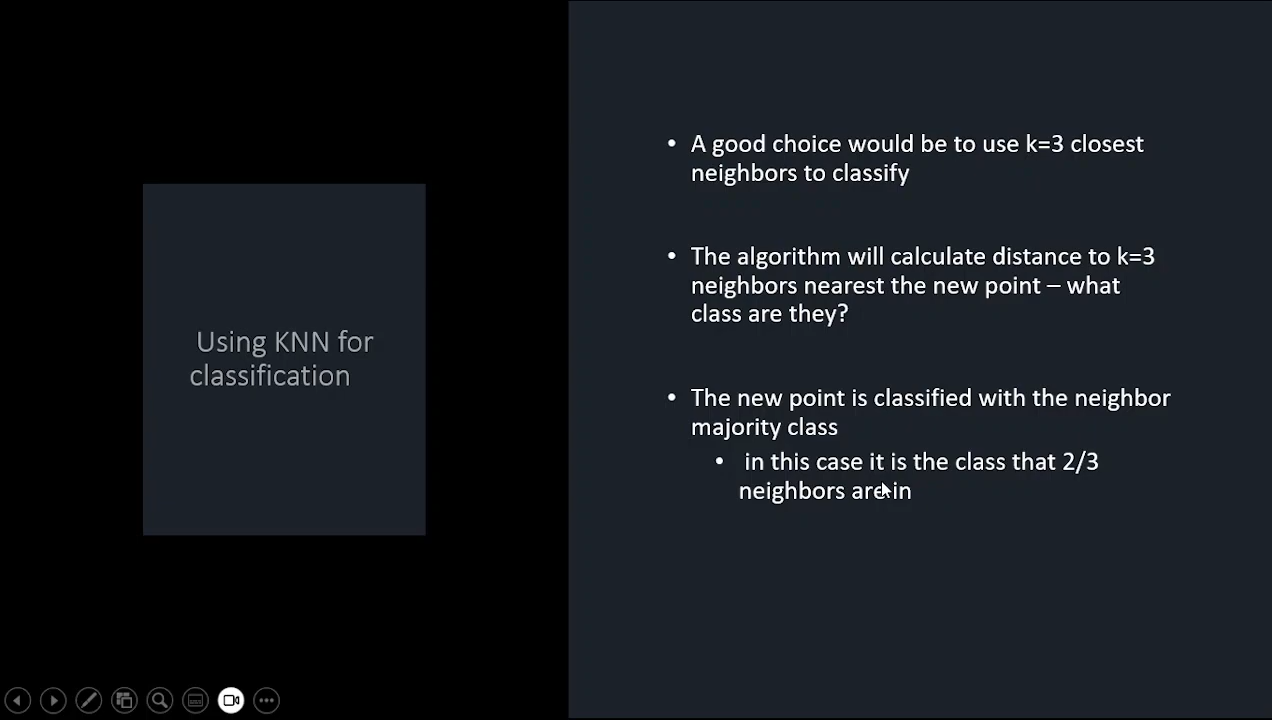 Using KNN for
classification
• A good choice would be to use k=3 closest
neighbors to classify
• The algorithm will calculate distance to k=3
neighbors nearest the new point – what
class are they?
• The new point is classified with the neighbor
majority class
• in this case it is the class that 2/3
neighbors are in